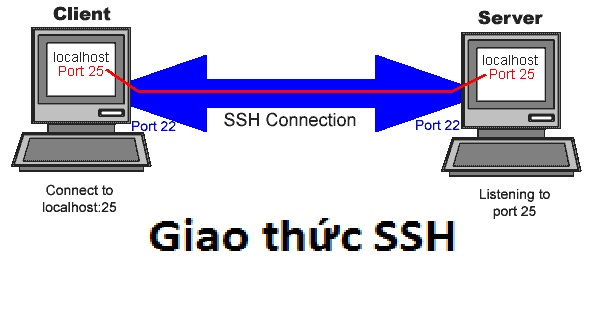 Client
Server
localhost
Port 25
localhost
Port 25
Port 22
SSH Connection
Port 22
Connect to
localhost:25
Listening to
port 25
Giao thức SSH